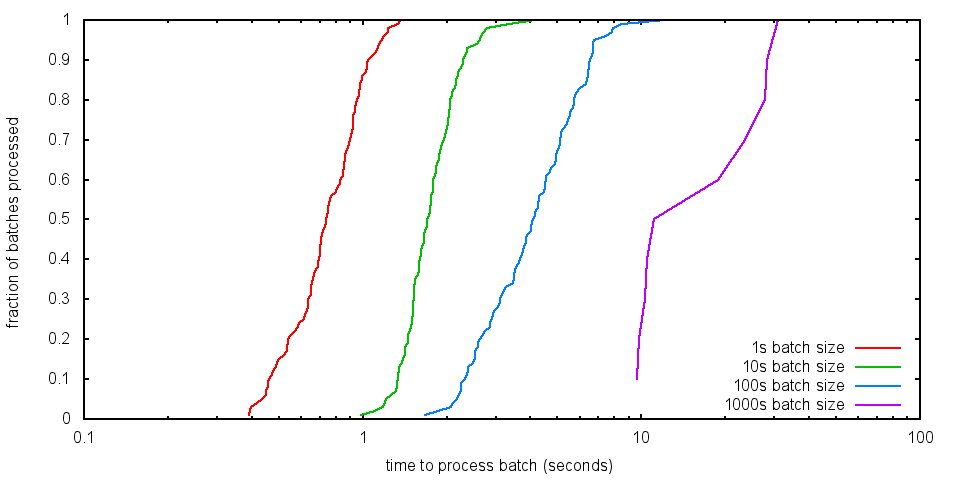 1
0.9
0.8
0.7
0.6
0.5
0.4
0.3
0.2
0.1
0
fraction of batches processed
1s batch size
10s batch size
100s batch size
1000s batch size
0.1 1 10 100
time to process batch (seconds)